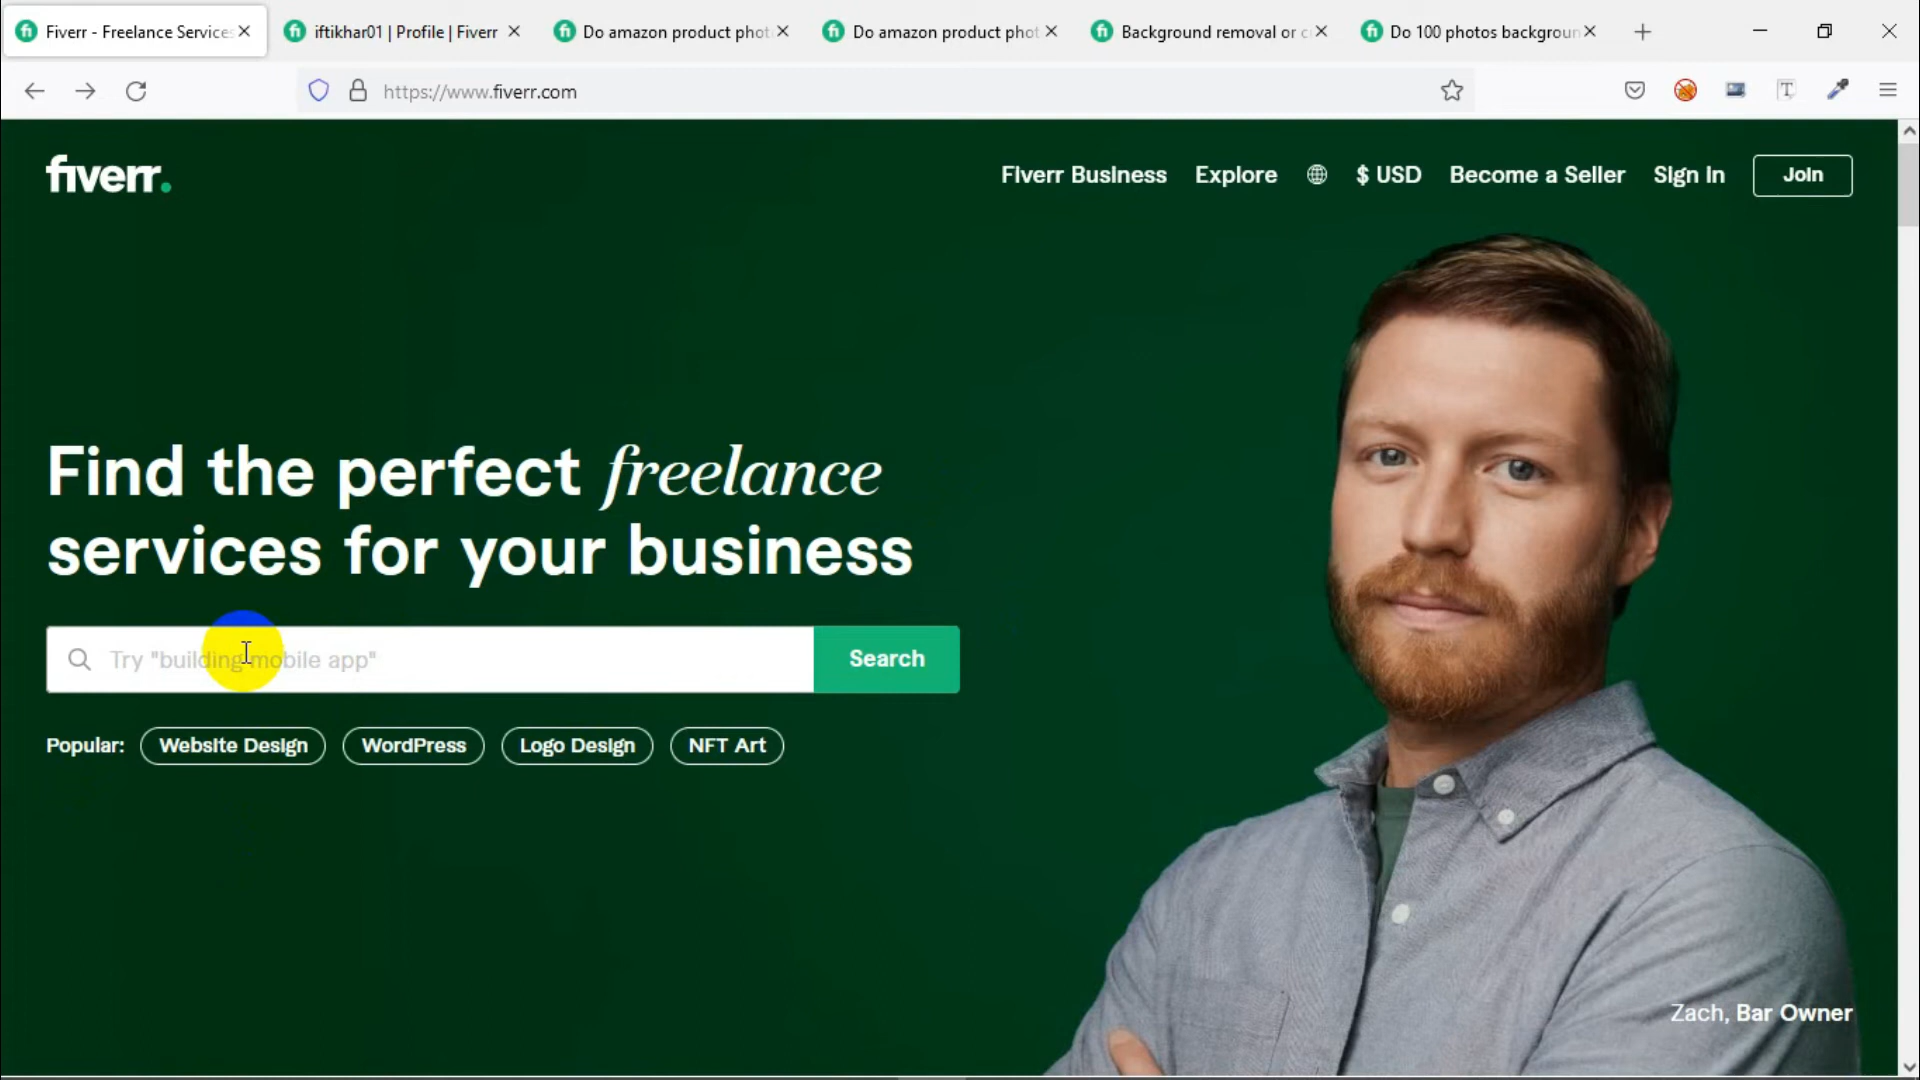 Fiverr - Freelance Services
iftikhar01 | Profile | Fiverr
Do amazon product phot
Do amazon product phot
Background removal or c
Do 100 photos backgroun
https://www.fiverr.com
fiverr.
Fiverr Business
Explore
$ USD
Become a Seller
Sign in
Join
Find the perfect freelance
services for your business
Try "building mobile app"
Search
Popular:
Website Design
WordPress
Logo Design
NFT Art
Zach, Bar Owner